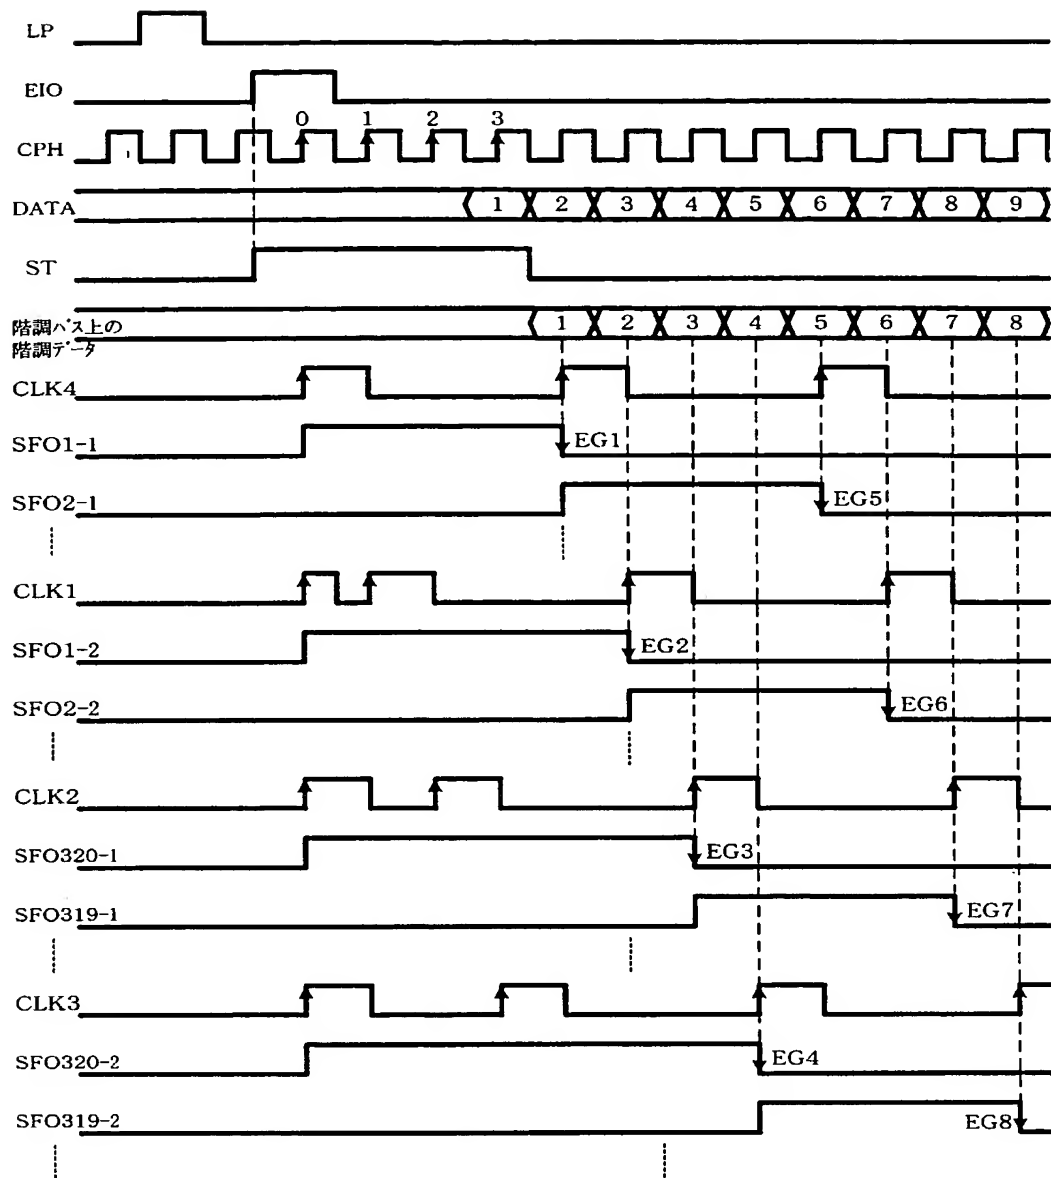 LP
EIO
0 1 2 3
CPH
DATA 1 2 3 4 5 6 7 8 9
ST
階調バス上の
階調データ
1 2 3 4 5 6 7 8
CLK4
SFO1-1 EG1
SFO2-1 EG5
CLK1
SFO1-2 EG2
SFO2-2 EG6
CLK2
SFO320-1 EG3
SFO319-1 EG7
CLK3
SFO320-2 EG4
SFO319-2 EG8